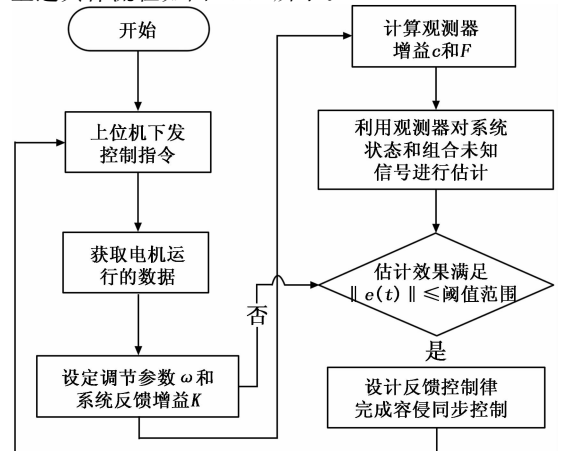 开始
上位机下发
控制指令
获取电机运
行的数据
设定调节参数ω和
系统反馈增益K
否
计算观测器
增益c和F
利用观测器对系统
状态和组合未知
信号进行估计
估计效果满足
‖e(t)‖≤阈值范围
是
设计反馈控制律
完成容侵同步控制